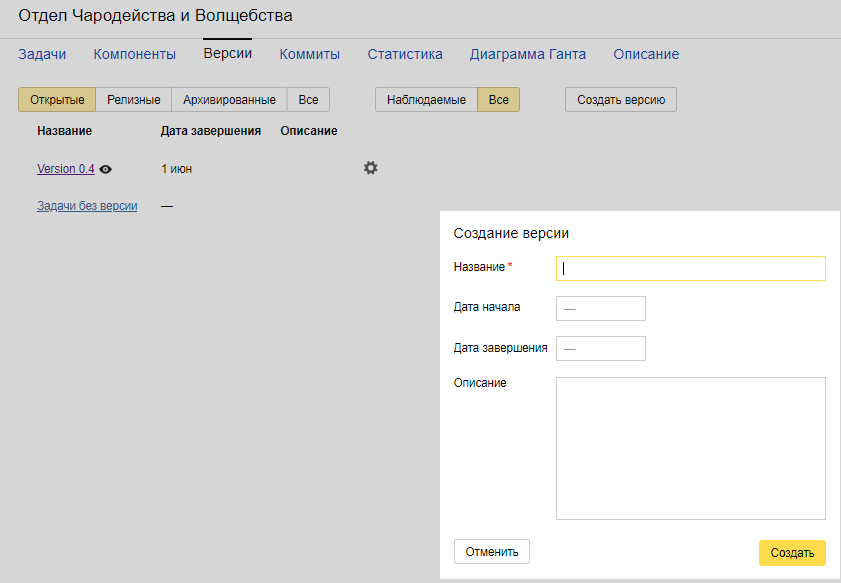 Отдел Чародейства и Волщебства
Задачи Компоненты Версии Коммиты Статистика Диаграмма Ганта Описание
Открытые Релизные Архивированные Все Наблюдаемые Все Создать версию
Название Дата завершения Описание
Version 0.4 1 июн
Задачи без версии —
Создание версии
Название *
Дата начала —
Дата завершения —
Описание
Отменить Создать